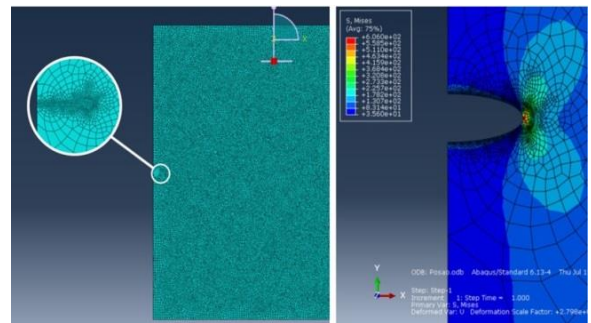 X
S, Mises
(Avg: 75%)
+6.060e+02
+5.585e+02
+5.110e+02
+4.634e+02
+4.159e+02
+3.684e+02
+3.208e+02
+2.733e+02
+2.257e+02
+1.782e+02
+1.307e+02
+8.314e+01
+3.560e+01
Y
X
ODB: Posao.odb Abaqus/Standard 6.13-4 Thu Jul 1
Step: Step-1
Increment 1: Step Time = 1.000
Primary Var: S, Mises
Deformed Var: U Deformation Scale Factor: +2.798e+